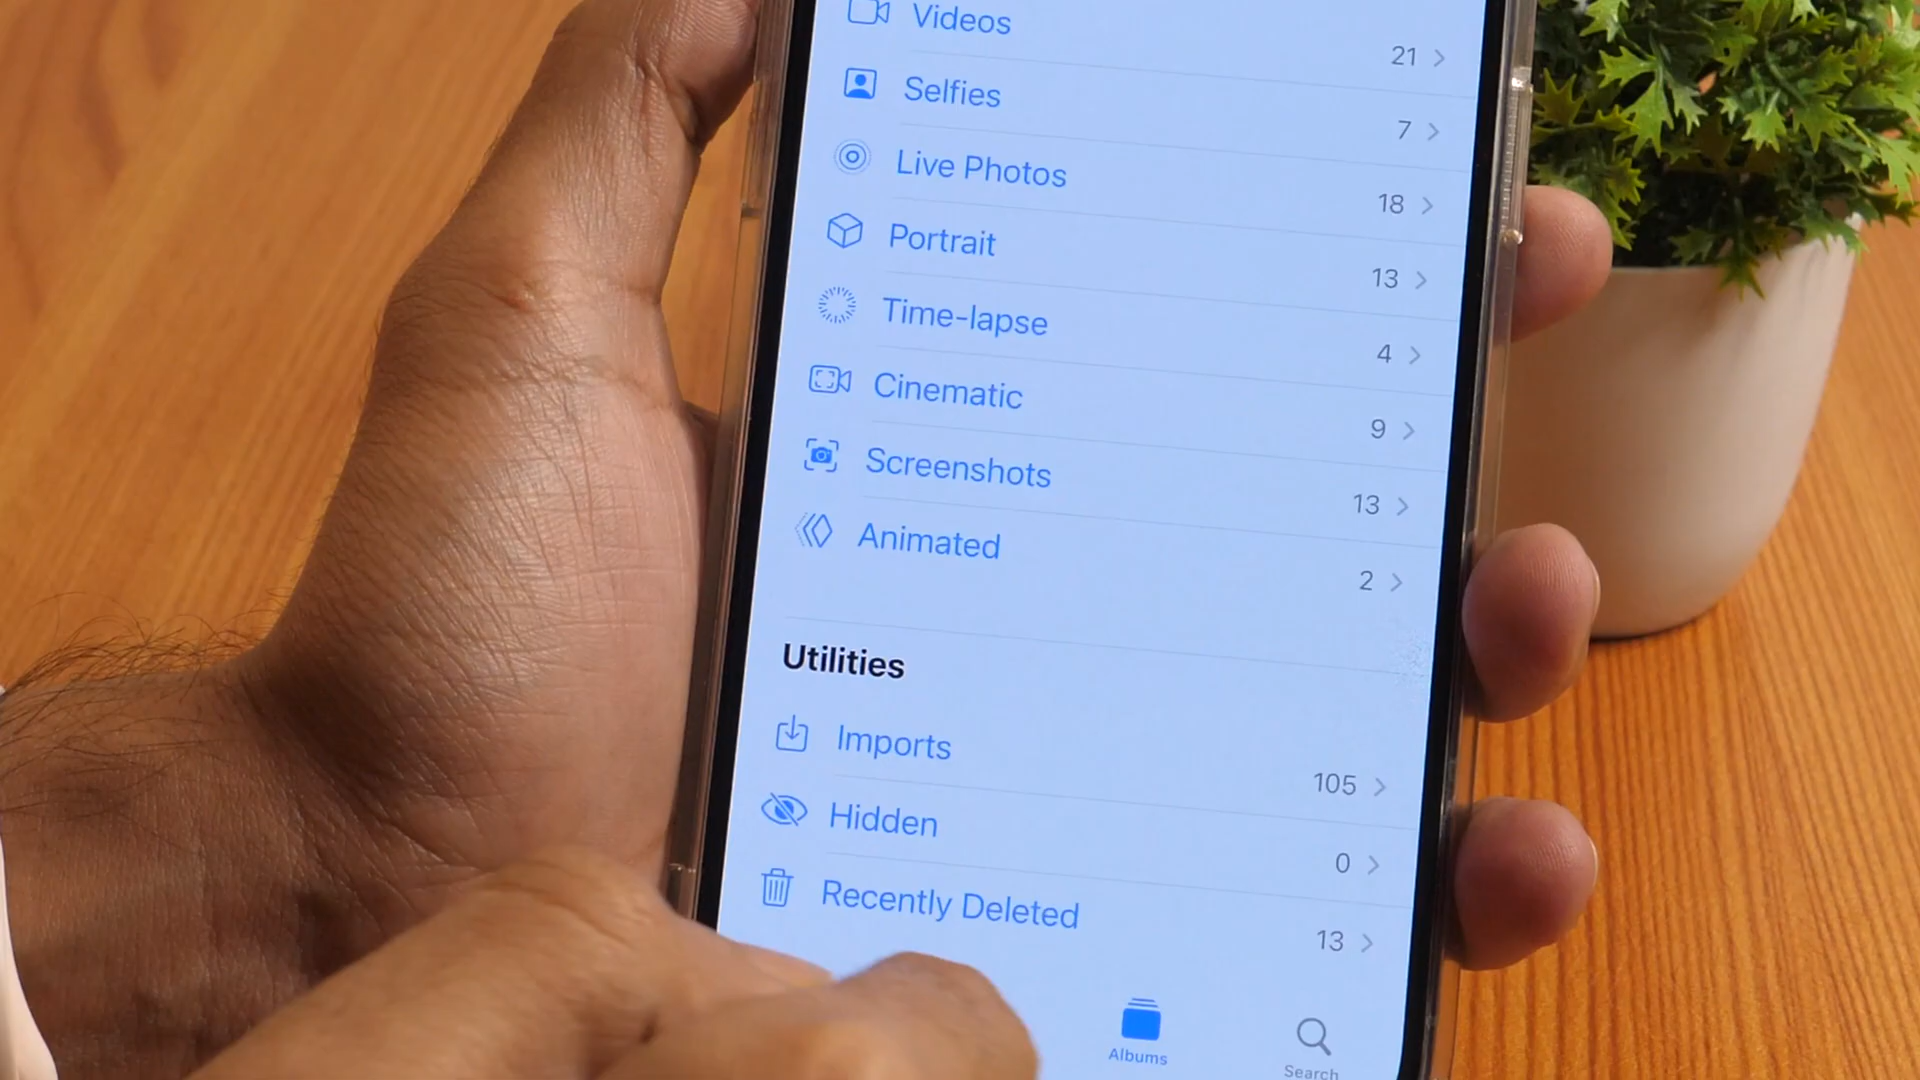 Videos 21
Selfies 7
Live Photos 18
Portrait 13
Time-lapse 4
Cinematic 9
Screenshots 13
Animated 2
Utilities
Imports 105
Hidden 0
Recently Deleted 13
Albums
Search